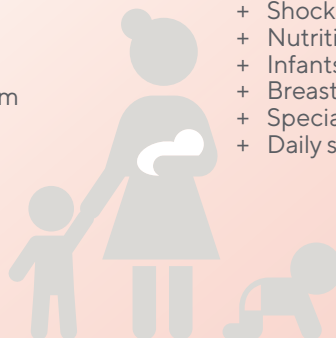 m
+ Shock
+ Nutriti
+ Infants
+ Breast
+ Specia
+ Daily s